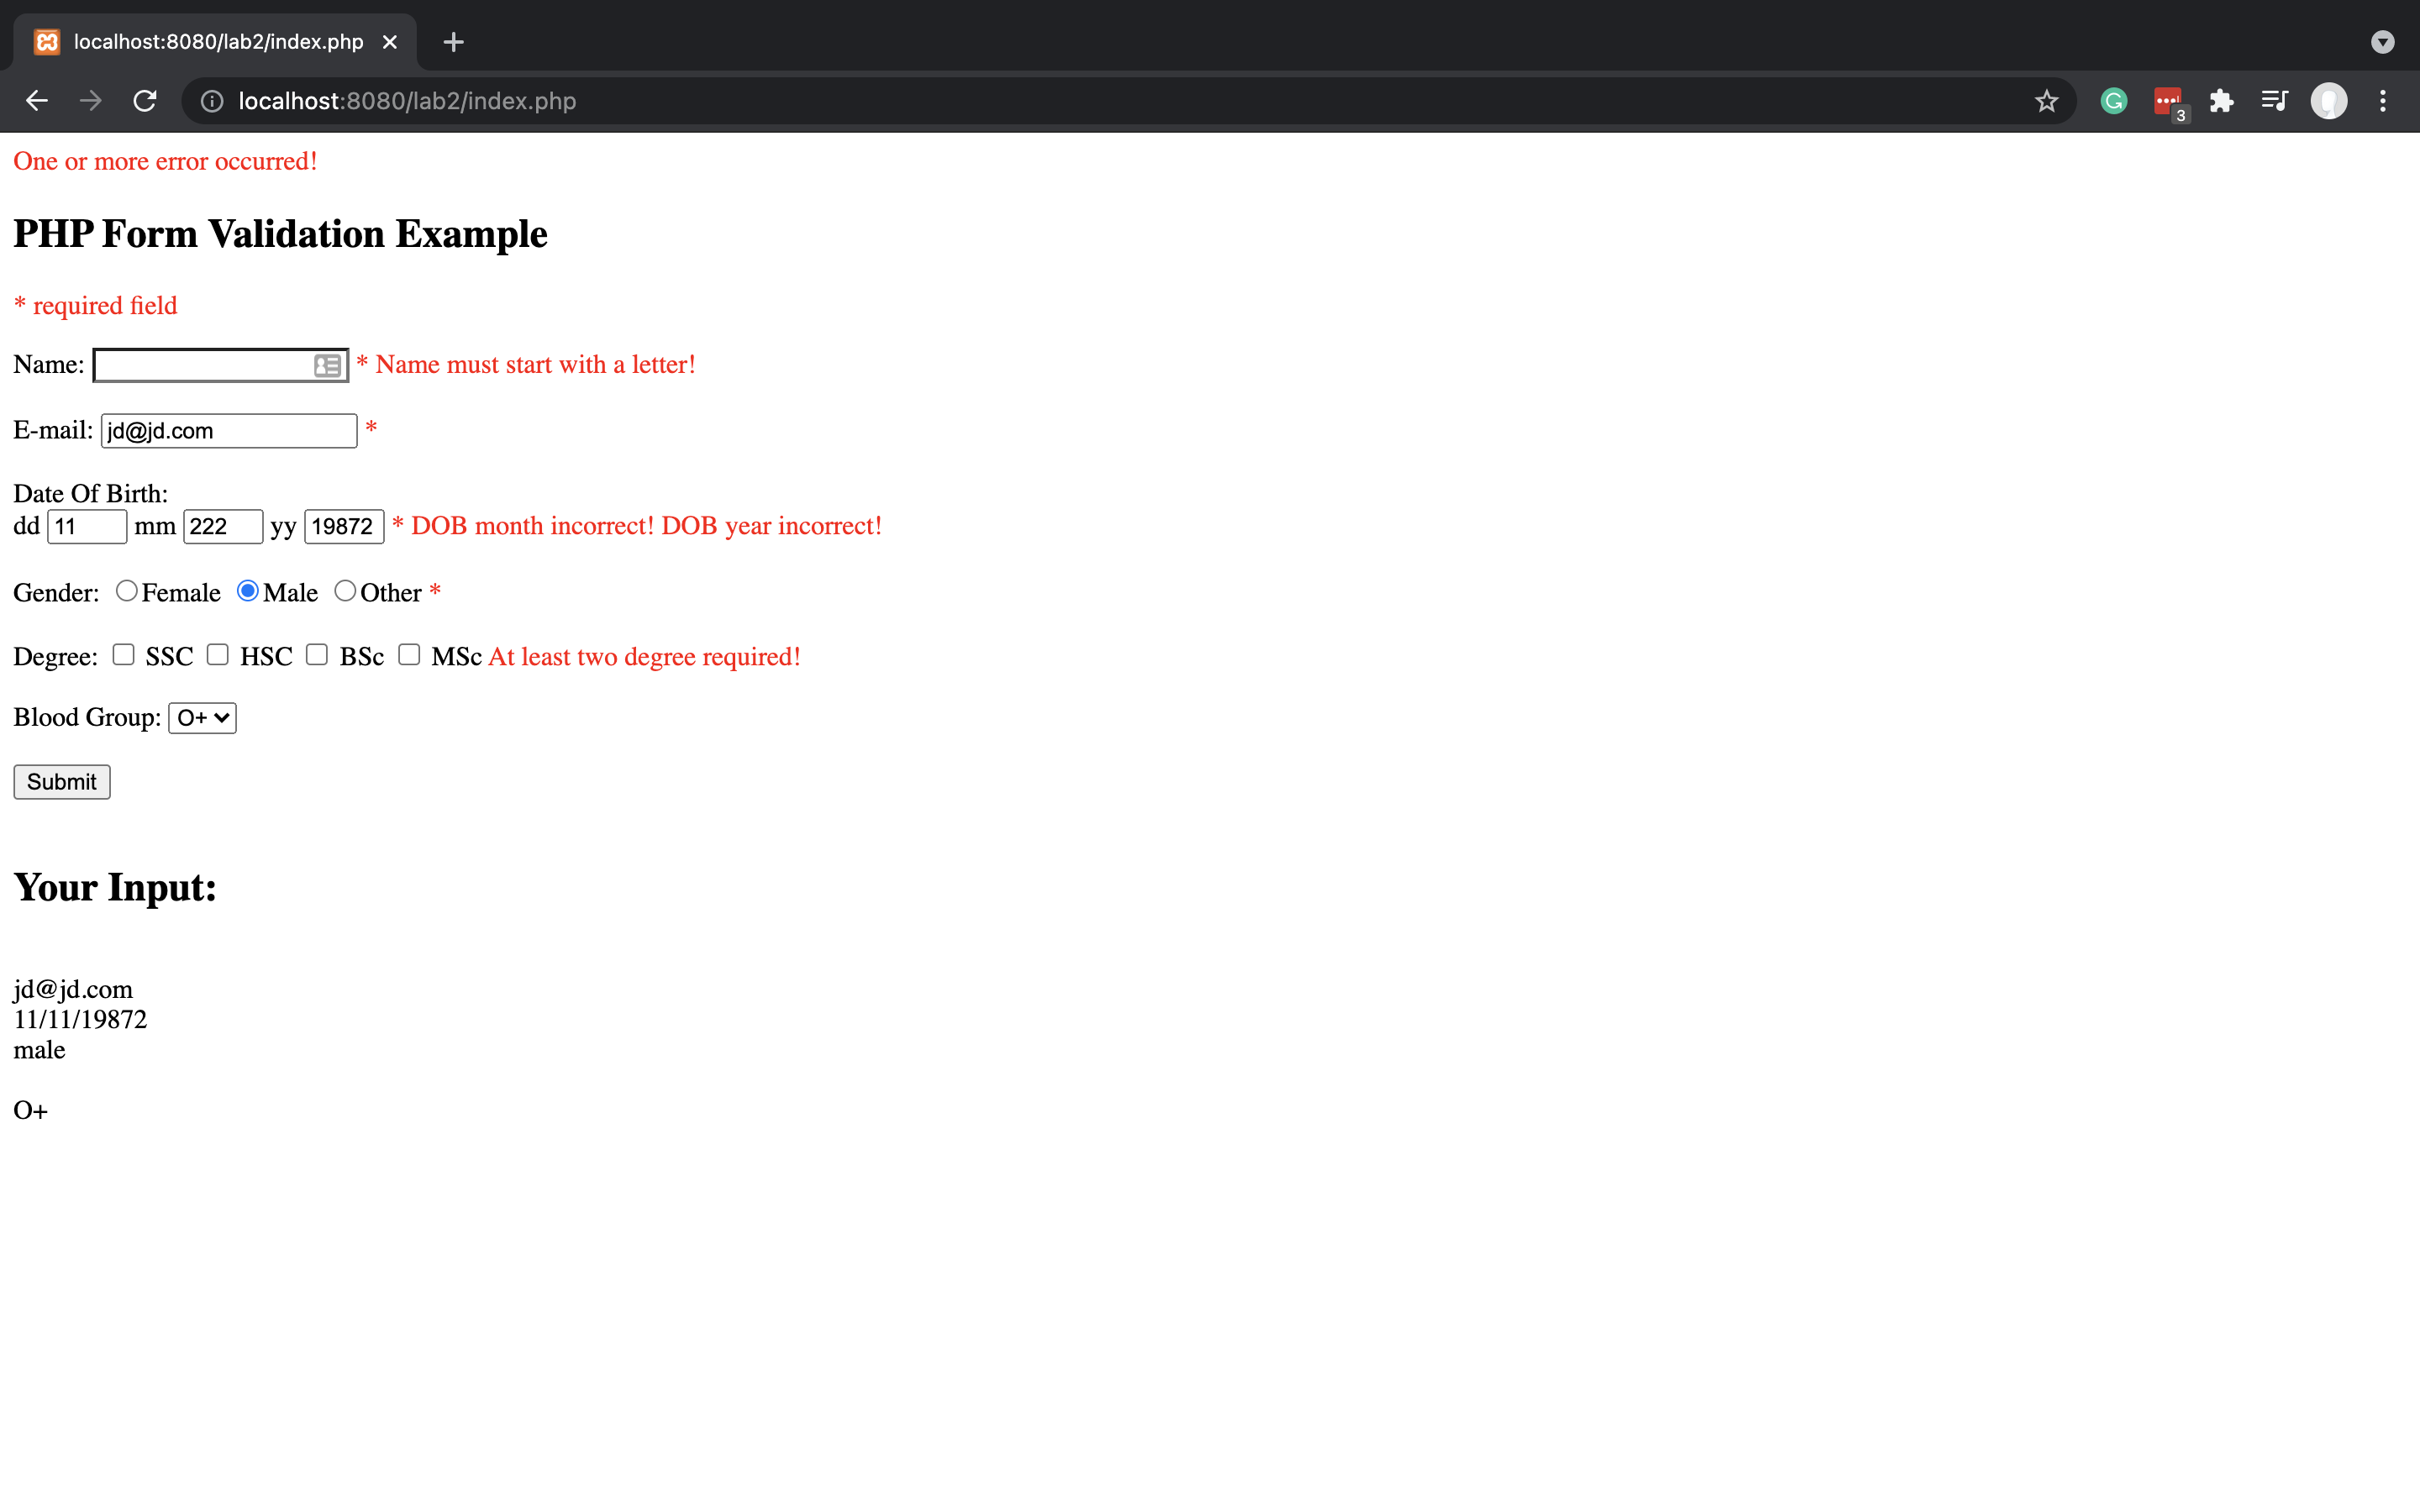 localhost:8080/lab2/index.php
localhost:8080/lab2/index.php
3
One or more error occurred!
PHP Form Validation Example
* required field
Name: * Name must start with a letter!
E-mail: jd@jd.com *
Date Of Birth:
dd 11 mm 222 yy 19872 * DOB month incorrect! DOB year incorrect!
Gender: Female Male Other *
Degree: SSC HSC BSc MSc At least two degree required!
Blood Group: O+
Submit
Your Input:
jd@jd.com
11/11/19872
male
O+